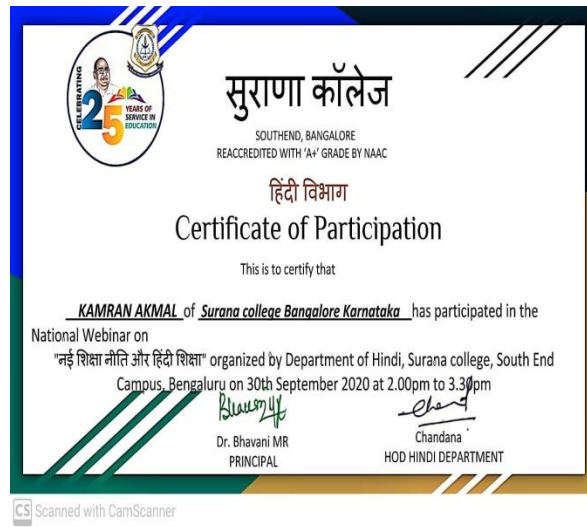 CELEBRATING
25 YEARS OF
SERVICE IN
EDUCATION
सुराणा कॉलेज
SOUTHEND, BANGALORE
REACCREDITED WITH 'A+' GRADE BY NAAC
हिंदी विभाग
Certificate of Participation
This is to certify that
KAMRAN AKMAL of Surana college Bangalore Karnataka has participated in the
National Webinar on
"नई शिक्षा नीति और हिंदी शिक्षा" organized by Department of Hindi, Surana college, South End
Campus, Bengaluru on 30th September 2020 at 2.00pm to 3.30pm
Dr. Bhavani MR
PRINCIPAL
Chandana
HOD HINDI DEPARTMENT
CS Scanned with CamScanner